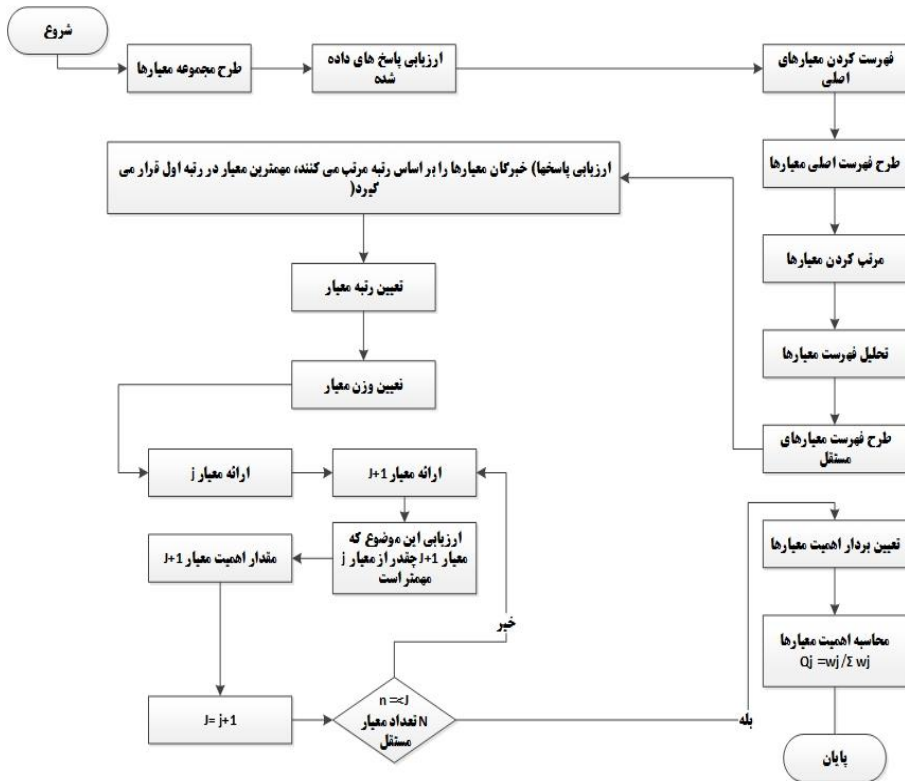 شروع
طرح مجموعه معیارها
ارزیابی پاسخ های داده
شده
فهرست کردن معیارهای
اصلی
طرح فهرست اصلی معیارها
مرتب کردن معیارها
تحلیل فهرست معیارها
طرح فهرست معیارهای
مستقل
ارزیابی پاسخها) خبرکان معیارها را بر اساس رتبه مرتب می کنند، مهمترین معیار در رتبه اول قرار می
گیرد(
تعیین رتبه معیار
تعیین وزن معیار
ارائه معیار j
ارائه معیار J+1
ارزیابی این موضوع که
معیار J+1 چقدر از معیار j
مهمتر است
مقدار اهمیت معیار J+1
J= j+1
n =<J
N تعداد معیار
مستقل
خیر
بله
تعیین بردار اهمیت معیارها
محاسبه اهمیت معیارها
Qj =wj /Σ wj
پایان